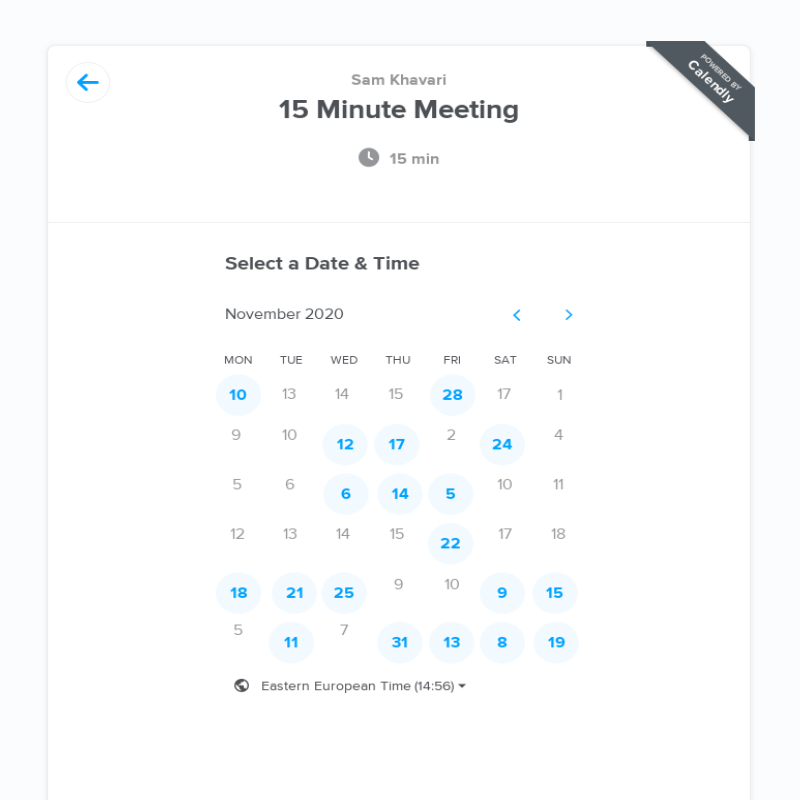 POWERED BY
Calendly
Sam Khavari
15 Minute Meeting
15 min
Select a Date & Time
November 2020
MON TUE WED THU FRI SAT SUN
10 13 14 15 28 17 1
9 10 12 17 2 24 4
5 6 6 14 5 10 11
12 13 14 15 22 17 18
18 21 25 9 10 9 15
5 11 7 31 13 8 19
Eastern European Time (14:56)